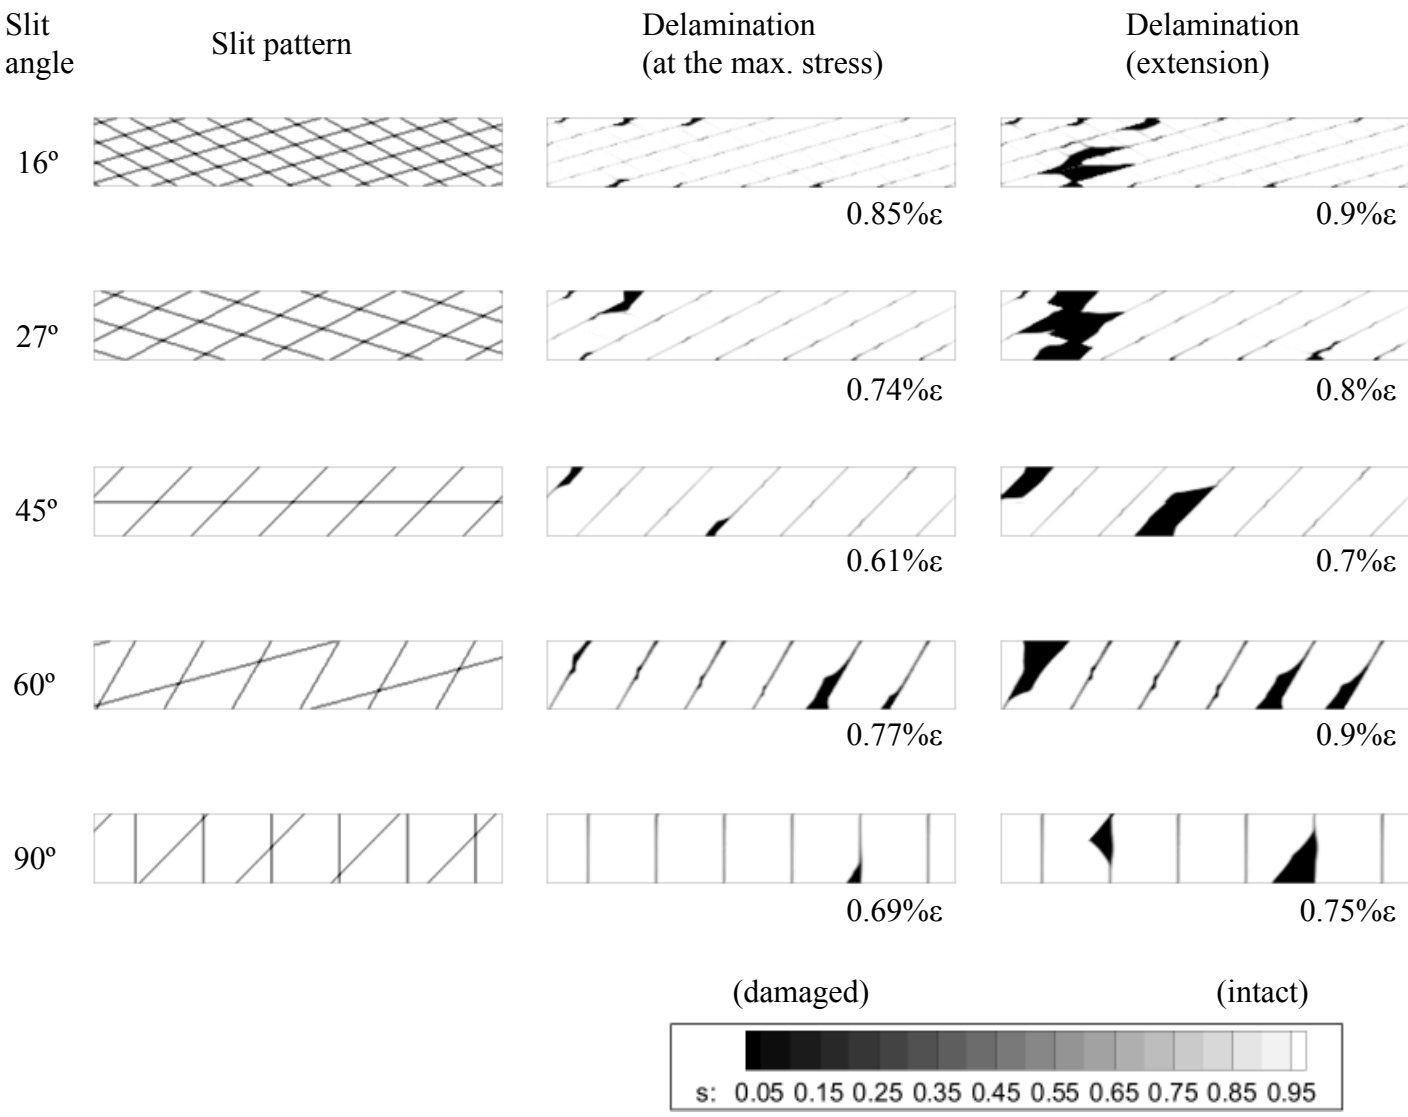 Slit angle
Slit pattern
Delamination (at the max. stress)
Delamination (extension)
16º
0.85%ε
0.9%ε
27º
0.74%ε
0.8%ε
45º
0.61%ε
0.7%ε
60º
0.77%ε
0.9%ε
90º
0.69%ε
0.75%ε
(damaged)
(intact)
s: 0.05 0.15 0.25 0.35 0.45 0.55 0.65 0.75 0.85 0.95